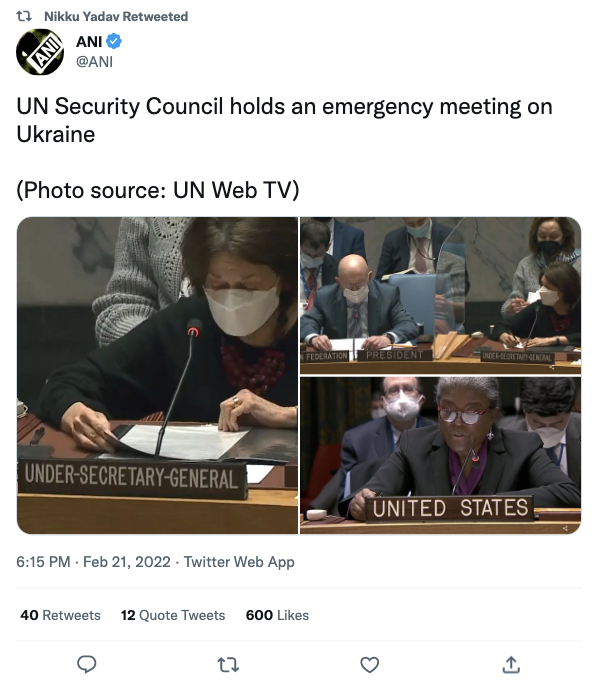 Nikku Yadav Retweeted
ANI
ANI
@ANI
UN Security Council holds an emergency meeting on
Ukraine
(Photo source: UN Web TV)
UNDER-SECRETARY-GENERAL
N FEDERATION PRESIDENT
UNDER-SECRETARY-GENERAL
UNITED STATES
6:15 PM · Feb 21, 2022 · Twitter Web App
40 Retweets 12 Quote Tweets 600 Likes